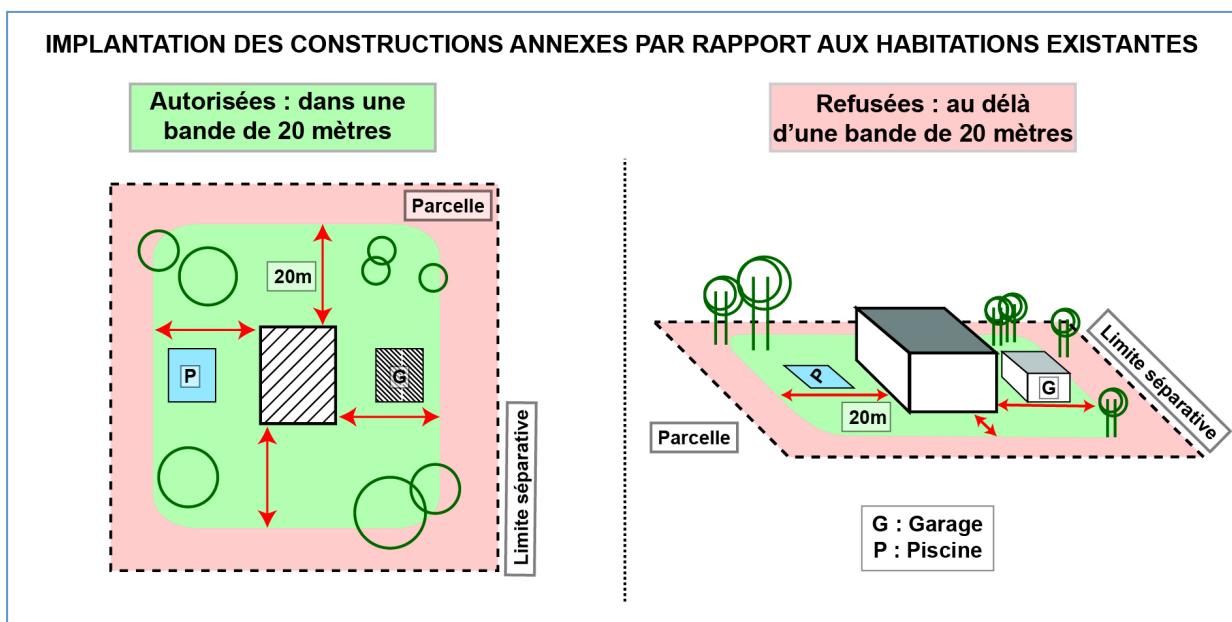 IMPLANTATION DES CONSTRUCTIONS ANNEXES PAR RAPPORT AUX HABITATIONS EXISTANTES
Autorisées : dans une
bande de 20 mètres
Refusées : au délà
d'une bande de 20 mètres
Parcelle
20m
P
G
Limite séparative
P
G
20m
Parcelle
Limite séparative
G : Garage
P : Piscine